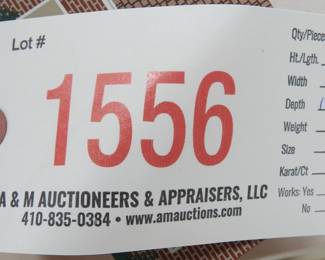 Lot #
1556
A & M AUCTIONEERS & APPRAISERS, LLC
410-835-0384 • www.amauctions.com
Qty/Pieces
Ht./Lgth.
Width
Depth
Weight
Size
Karat/Ct
Works: Yes
No